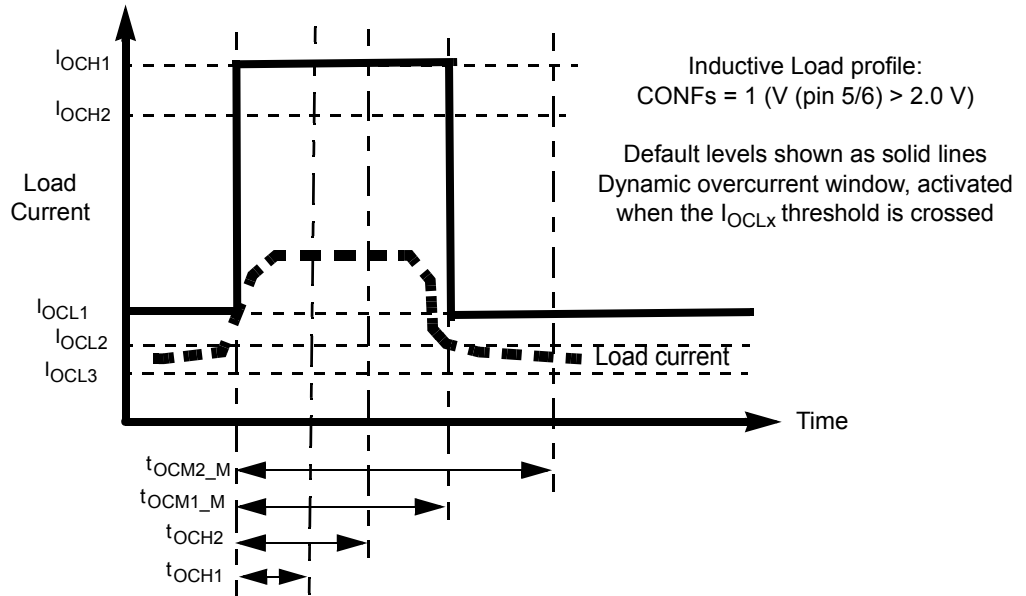 I_OCH1
I_OCH2
Load
Current
I_OCL1
I_OCL2
I_OCL3
Inductive Load profile:
CONFs = 1 (V (pin 5/6) > 2.0 V)
Default levels shown as solid lines
Dynamic overcurrent window, activated
when the I_OCLx threshold is crossed
Load current
Time
t_OCM2_M
t_OCM1_M
t_OCH2
t_OCH1